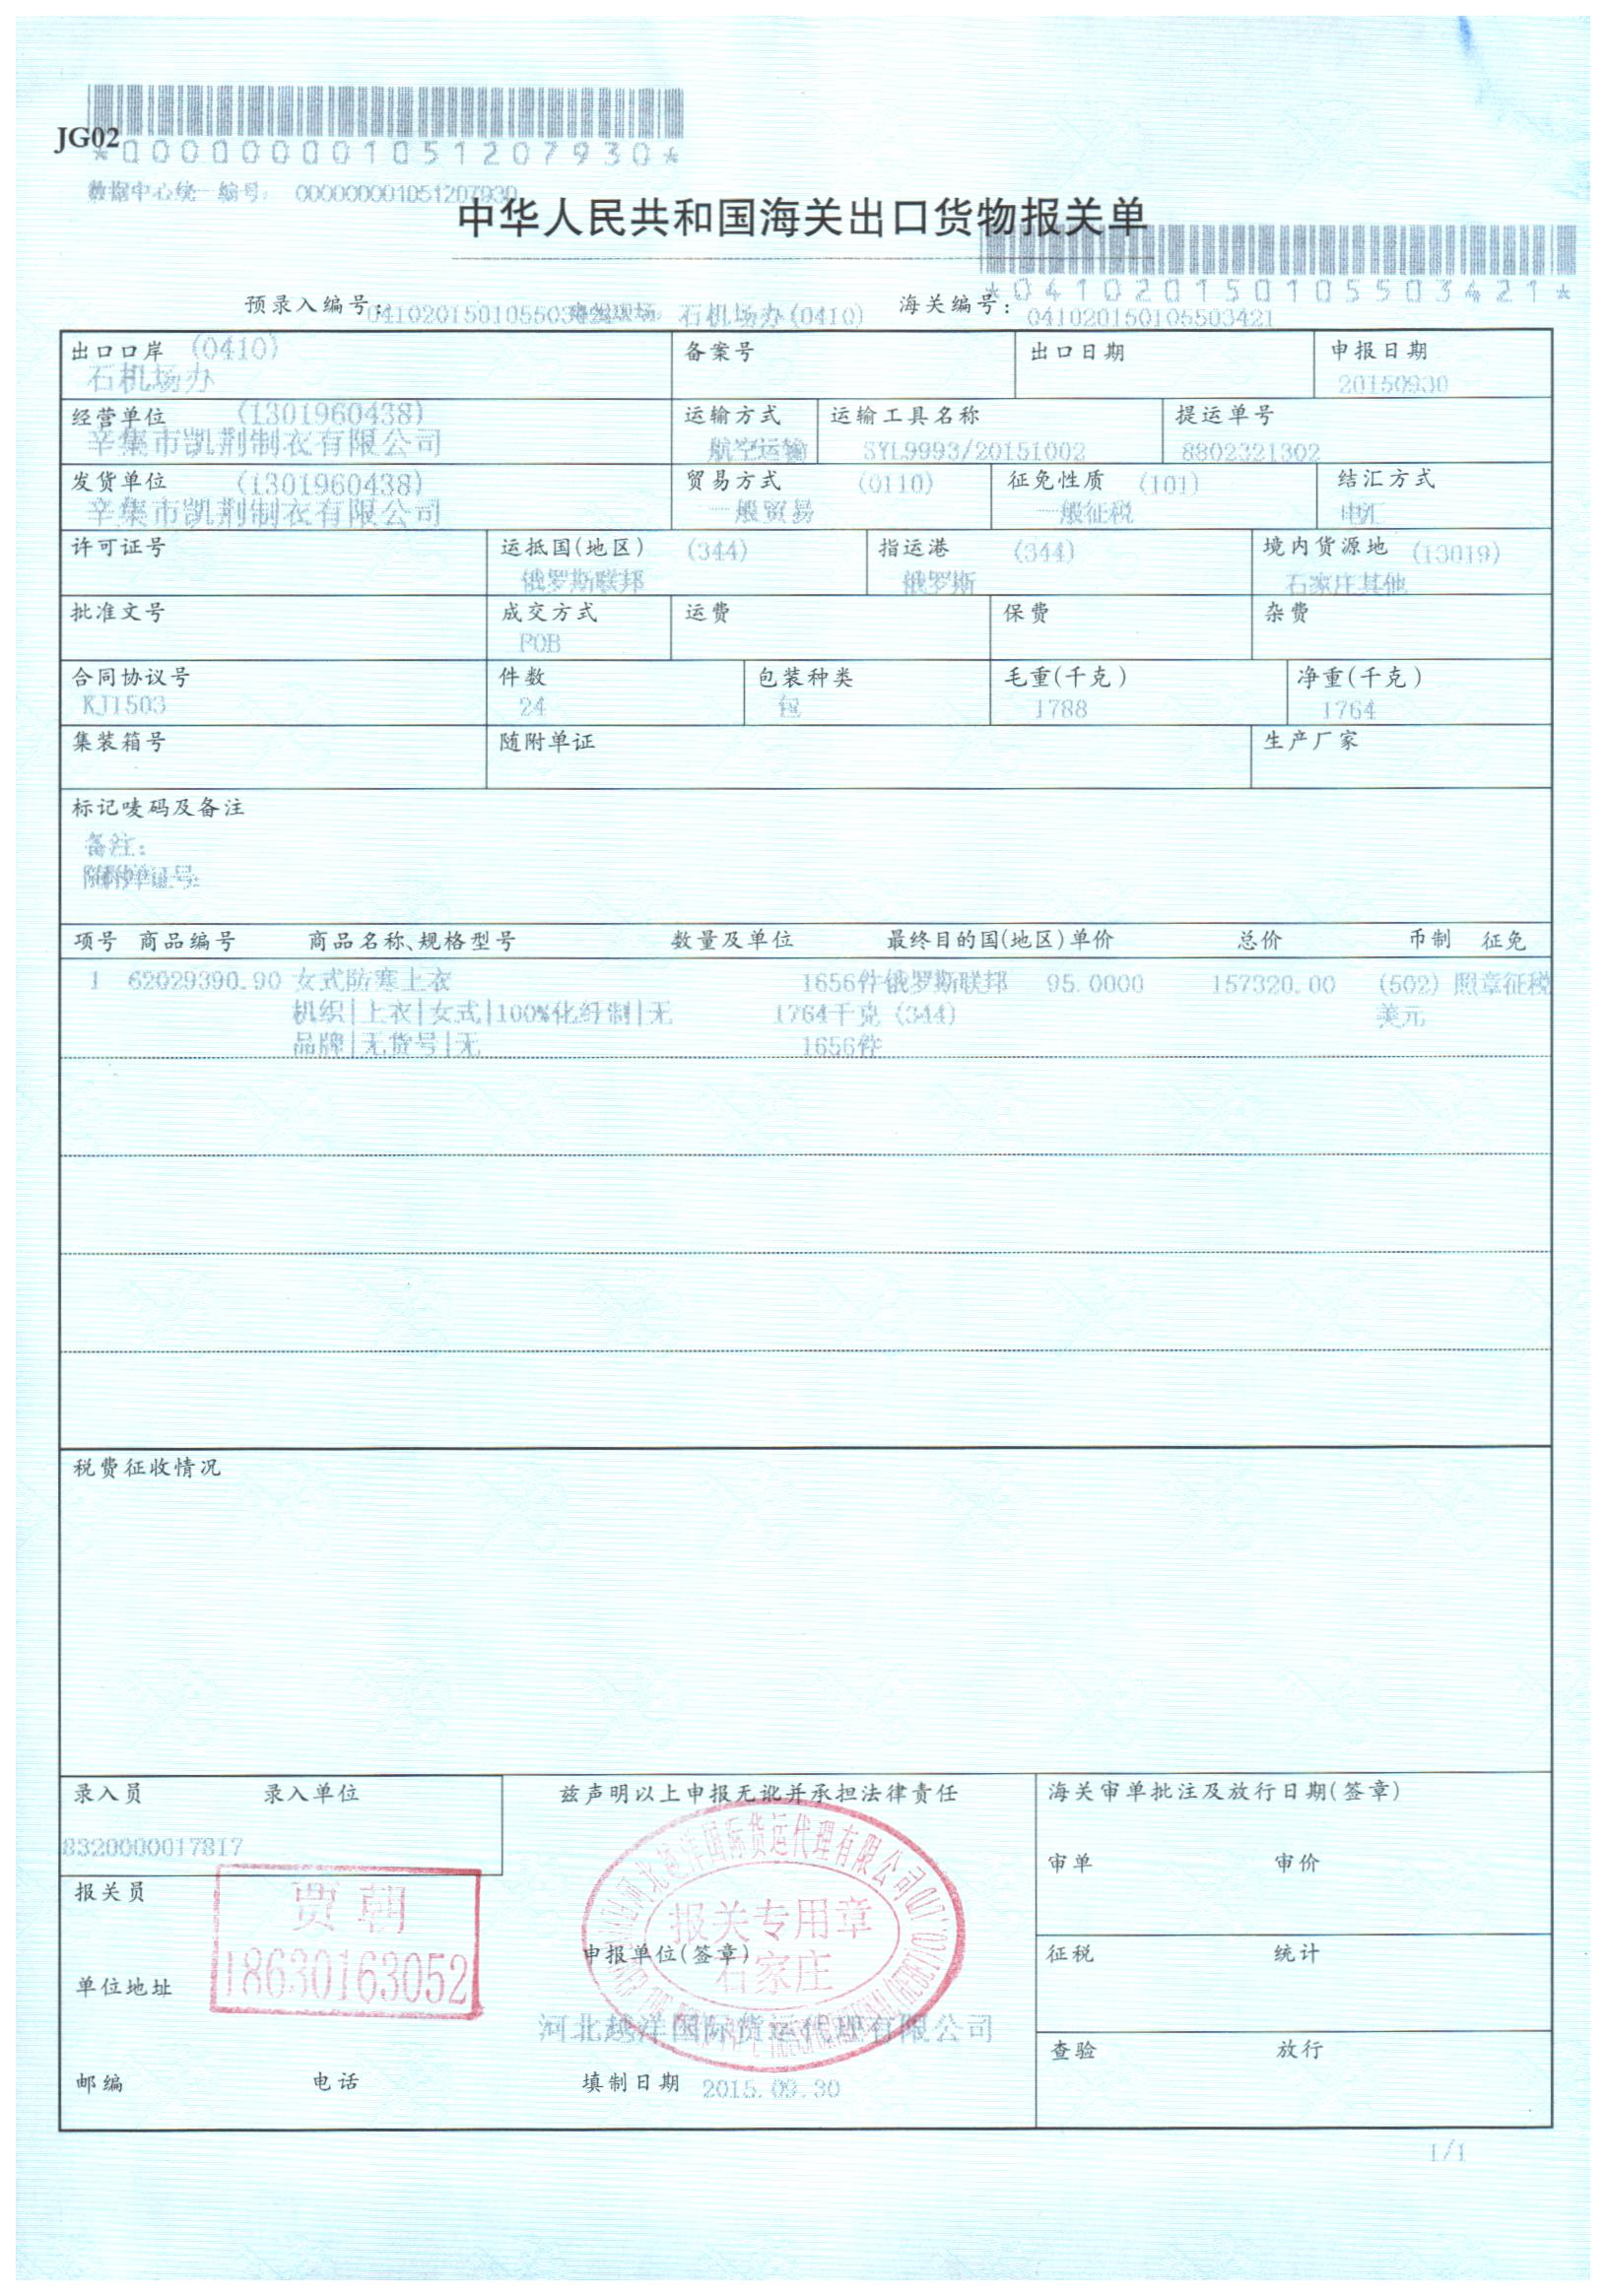 JG02
*000000001051207930*
数据中心统一编号: 000000001051207930
中华人民共和国海关出口货物报关单
*041020150105503421*
预录入编号: 041020150105503421 申报现场: 石机场办(0410) 海关编号: 041020150105503421
出口口岸 (0410) 备案号 出口日期 申报日期
石机场办 20150930
经营单位 (1301960438) 运输方式 运输工具名称 提运单号
辛集市凯荆制衣有限公司 航空运输 SYL9993/20151002 8802321302
发货单位 (1301960438) 贸易方式 (0110) 征免性质 (101) 结汇方式
辛集市凯荆制衣有限公司 一般贸易 一般征税 电汇
许可证号 运抵国(地区) (344) 指运港 (344) 境内货源地 (13019)
俄罗斯联邦 俄罗斯 石家庄其他
批准文号 成交方式 运费 保费 杂费
FOB
合同协议号 件数 包装种类 毛重(千克) 净重(千克)
KJ1503 24 包 1788 1764
集装箱号 随附单证 生产厂家
标记唛码及备注
备注:
随附单证号:
项号 商品编号 商品名称、规格型号 数量及单位 最终目的国(地区) 单价 总价 币制 征免
1 62029390.90 女式防寒上衣 1656件 俄罗斯联邦 95.0000 157320.00 (502) 照章征税
机织|上衣|女式|100%化纤制|无 1764千克 (344) 美元
品牌|无货号|无 1656件
税费征收情况
录入员 录入单位 兹声明以上申报无讹并承担法律责任 海关审单批注及放行日期(签章)
8320000017817
审单 审价
报关员 贾朝
18630163052
河北越洋国际货运代理有限公司
报关专用章
石家庄
申报单位(签章) 征税 统计
单位地址
河北越洋国际货运代理有限公司
查验 放行
邮编 电话 填制日期 2015.09.30
1/1